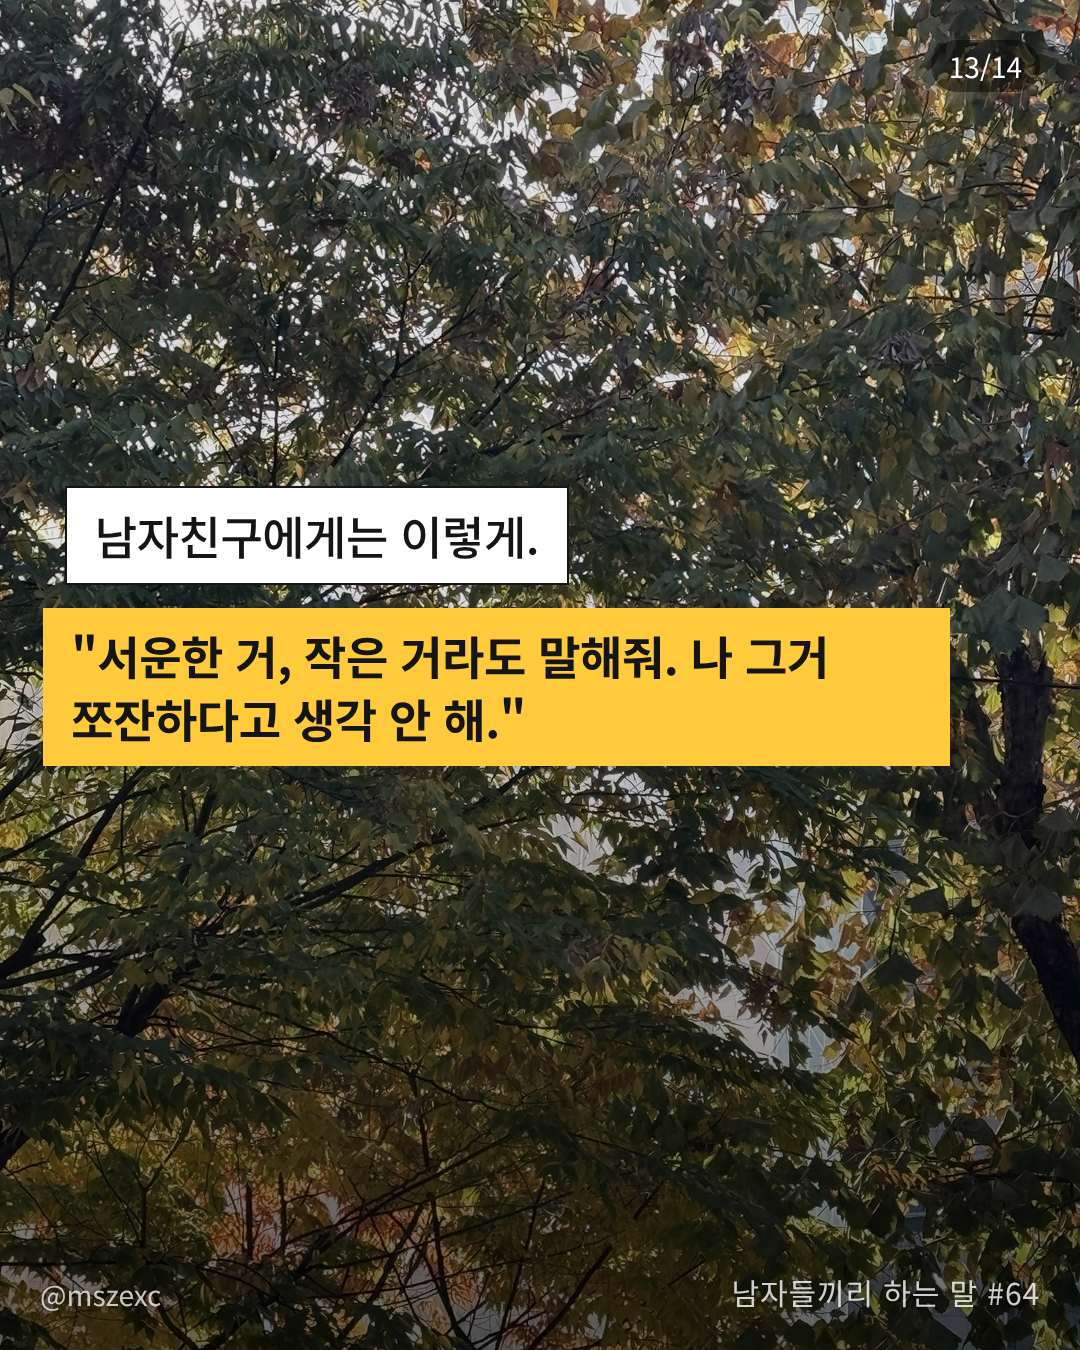 13/14
남자친구에게는 이렇게.
"서운한 거, 작은 거라도 말해줘. 나 그거
쪼잔하다고 생각 안 해."
@mszexc
남자들끼리 하는 말 #64